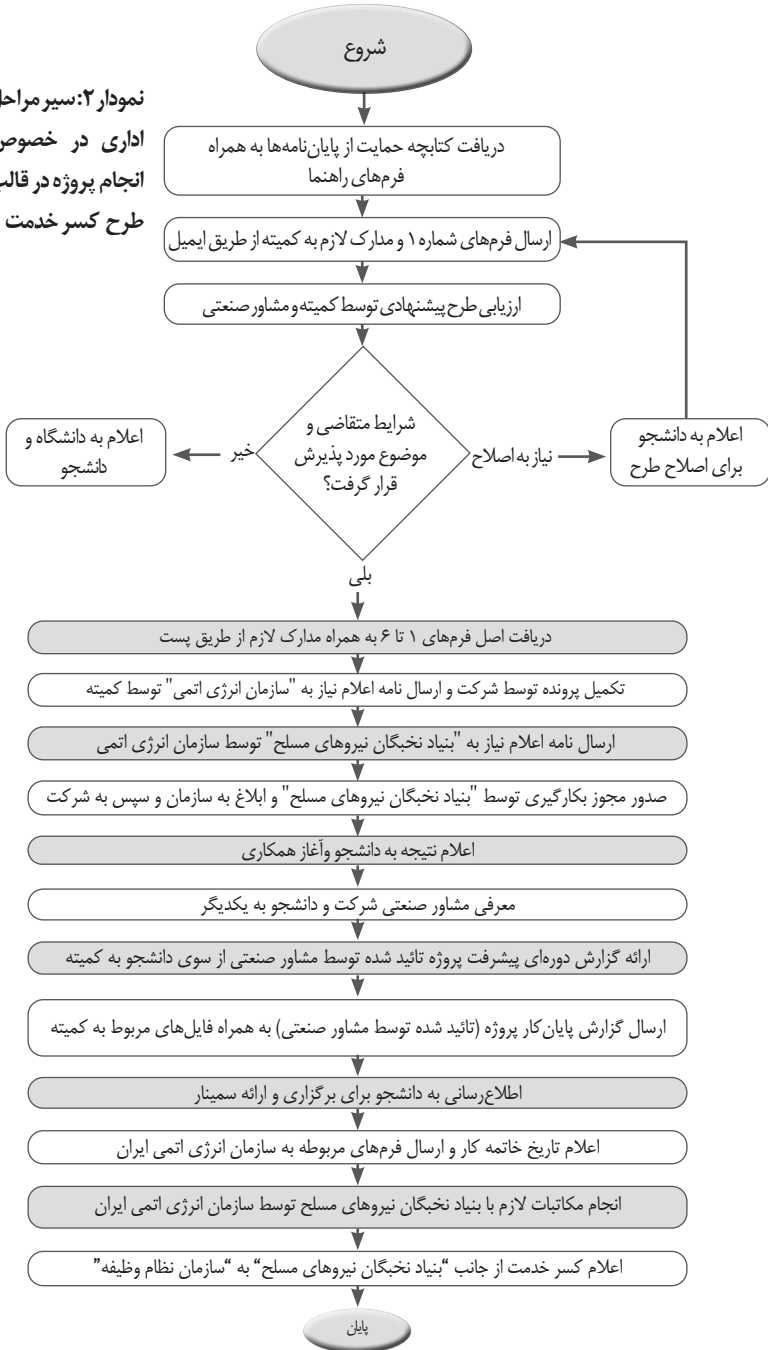 شروع
نمودار ۲: سیر مراحل
اداری در خصوص
انجام پروژه در قالب
طرح کسر خدمت
دریافت کتابچه حمایت از پایان‌نامه‌ها به همراه
فرم‌های راهنما
ارسال فرم‌های شماره ۱ و مدارک لازم به کمیته از طریق ایمیل
ارزیابی طرح پیشنهادی توسط کمیته و مشاور صنعتی
شرایط متقاضی و
موضوع مورد پذیرش
قرار گرفت؟
نیاز به اصلاح
اعلام به دانشجو
برای اصلاح طرح
خیر
اعلام به دانشگاه و
دانشجو
بلی
دریافت اصل فرم‌های ۱ تا ۶ به همراه مدارک لازم از طریق پست
تکمیل پرونده توسط شرکت و ارسال نامه اعلام نیاز به "سازمان انرژی اتمی" توسط کمیته
ارسال نامه اعلام نیاز به "بنیاد نخبگان نیروهای مسلح" توسط سازمان انرژی اتمی
صدور مجوز بکارگیری توسط "بنیاد نخبگان نیروهای مسلح" و ابلاغ به سازمان و سپس به شرکت
اعلام نتیجه به دانشجو وآغاز همکاری
معرفی مشاور صنعتی شرکت و دانشجو به یکدیگر
ارائه گزارش دوره‌ای پیشرفت پروژه تائید شده توسط مشاور صنعتی از سوی دانشجو به کمیته
ارسال گزارش پایان‌کار پروژه (تائید شده توسط مشاور صنعتی) به همراه فایل‌های مربوط به کمیته
اطلاع‌رسانی به دانشجو برای برگزاری و ارائه سمینار
اعلام تاریخ خاتمه کار و ارسال فرم‌های مربوطه به سازمان انرژی اتمی ایران
انجام مکاتبات لازم با بنیاد نخبگان نیروهای مسلح توسط سازمان انرژی اتمی ایران
اعلام کسر خدمت از جانب “بنیاد نخبگان نیروهای مسلح” به “سازمان نظام وظیفه”
پایان